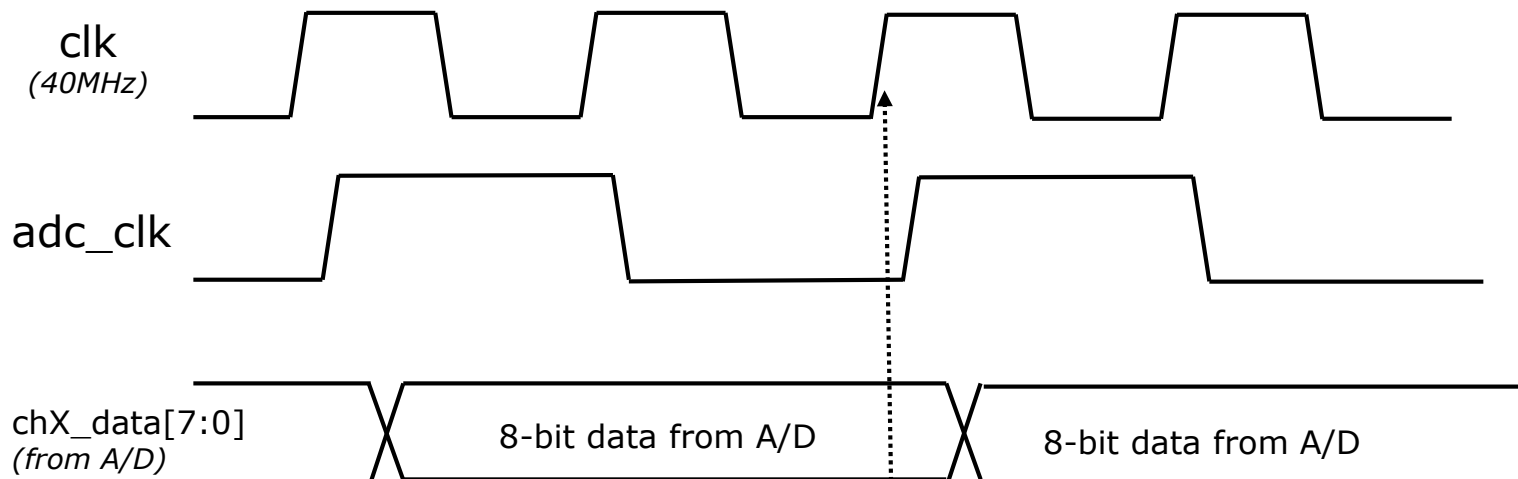 clk
(40MHz)
adc_clk
chX_data[7:0]
(from A/D)
8-bit data from A/D
8-bit data from A/D